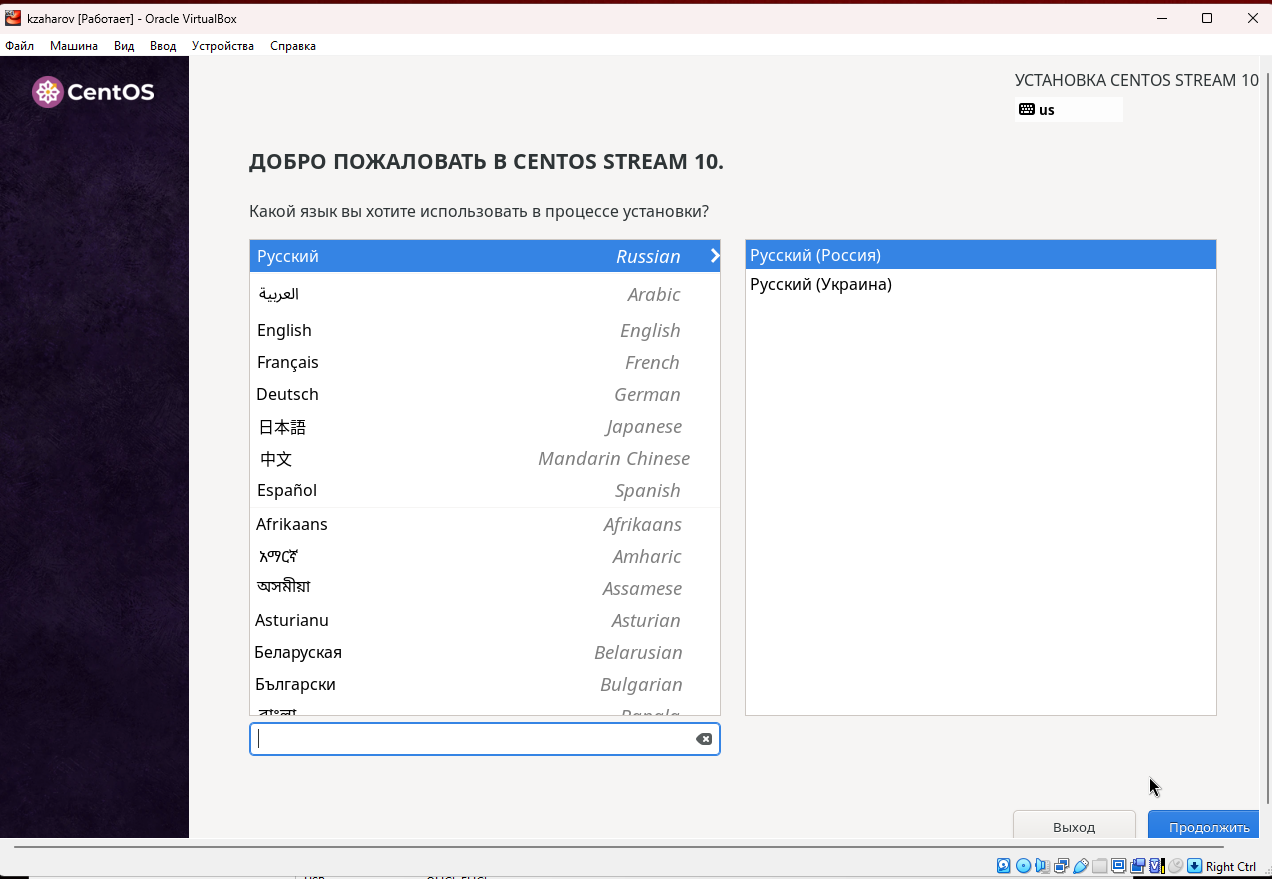 kzaharov [Работает] - Oracle VirtualBox
Файл Машина Вид Ввод Устройства Справка
CentOS
УСТАНОВКА CENTOS STREAM 10
us
ДОБРО ПОЖАЛОВАТЬ В CENTOS STREAM 10.
Какой язык вы хотите использовать в процессе установки?
Русский Russian
العربية Arabic
English English
Français French
Deutsch German
日本語 Japanese
中文 Mandarin Chinese
Español Spanish
Afrikaans Afrikaans
አማርኛ Amharic
অসমীয়া Assamese
Asturianu Asturian
Беларуская Belarusian
Български Bulgarian
Русский (Россия)
Русский (Украина)
Выход Продолжить
Right Ctrl